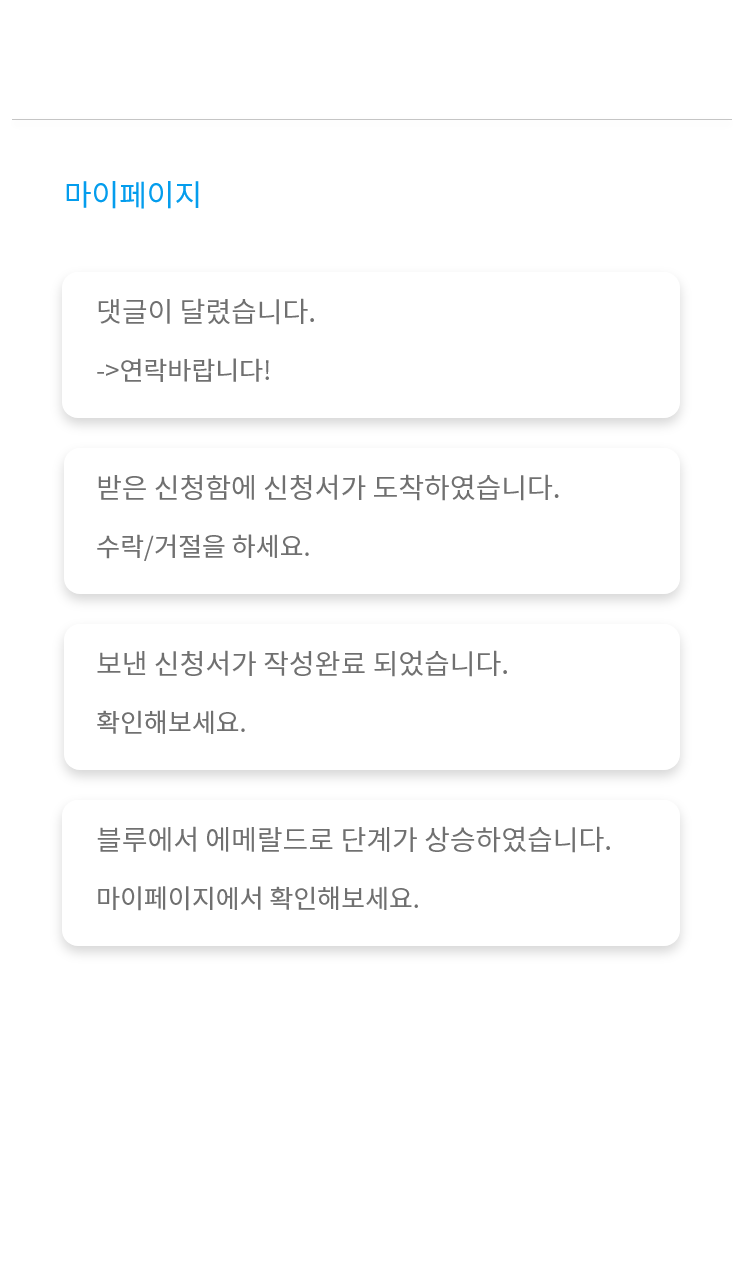 마이페이지
댓글이 달렸습니다.
->연락바랍니다!
받은 신청함에 신청서가 도착하였습니다.
수락/거절을 하세요.
보낸 신청서가 작성완료 되었습니다.
확인해보세요.
블루에서 에메랄드로 단계가 상승하였습니다.
마이페이지에서 확인해보세요.